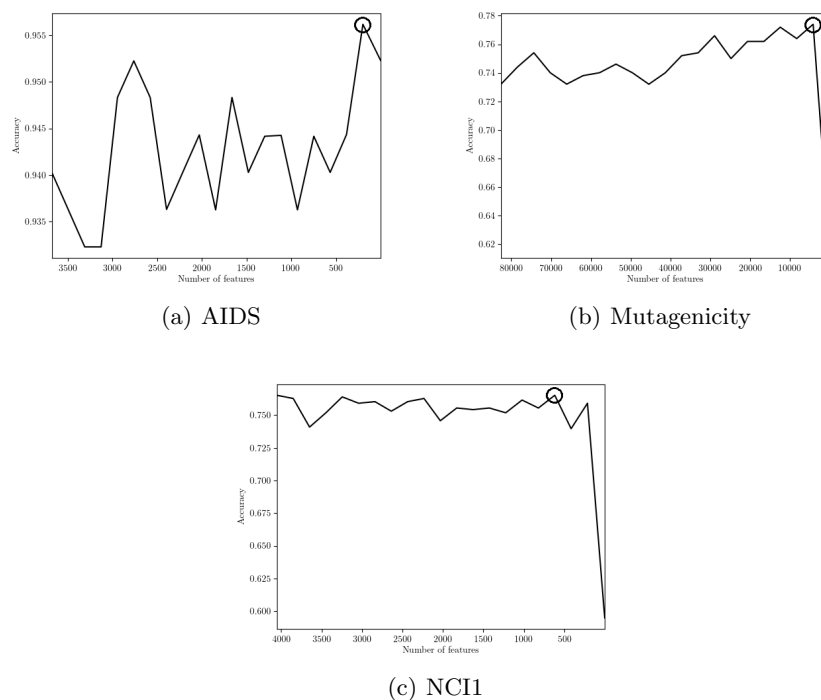 0.955
0.950
0.945
0.940
0.935
Accuracy
3500 3000 2500 2000 1500 1000 500
Number of features
(a) AIDS
0.78
0.76
0.74
0.72
0.70
0.68
0.66
0.64
0.62
Accuracy
80000 70000 60000 50000 40000 30000 20000 10000
Number of features
(b) Mutagenicity
0.750
0.725
0.700
0.675
0.650
0.625
0.600
Accuracy
4000 3500 3000 2500 2000 1500 1000 500
Number of features
(c) NCI1